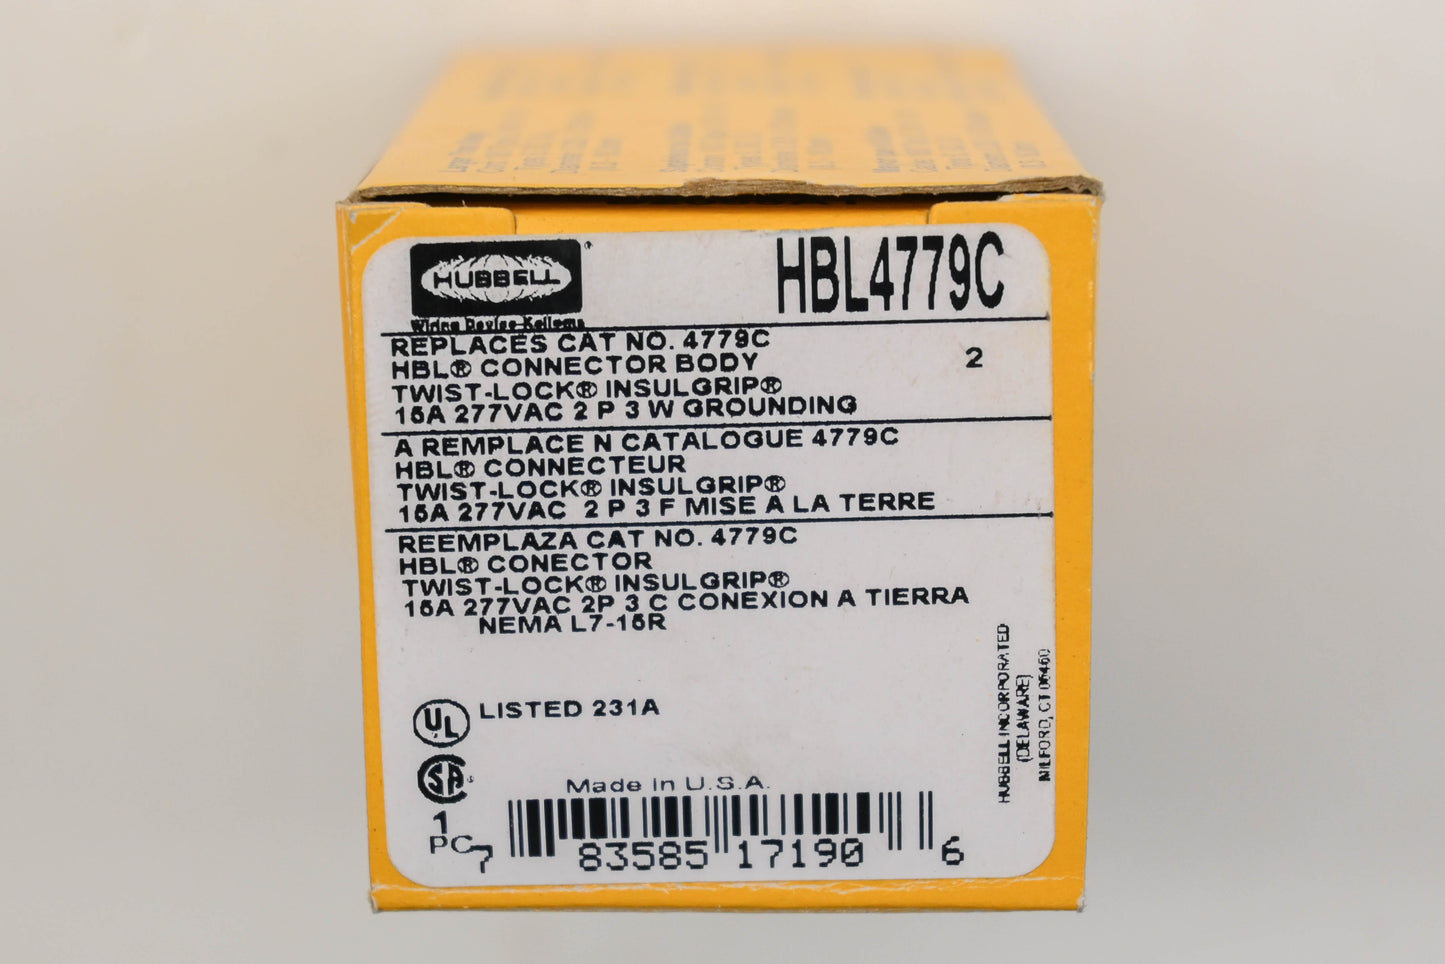 HUBBELL®
Wiring Device-Kellems
HBL4779C
REPLACES CAT NO. 4779C
HBL® CONNECTOR BODY
2
TWIST-LOCK® INSULGRIP®
15A 277VAC 2 P 3 W GROUNDING
A REMPLACE N CATALOGUE 4779C
HBL® CONNECTEUR
TWIST-LOCK® INSULGRIP®
15A 277VAC 2 P 3 F MISE A LA TERRE
REEMPLAZA CAT NO. 4779C
HBL® CONECTOR
TWIST-LOCK® INSULGRIP®
15A 277VAC 2P 3 C CONEXION A TIERRA
NEMA L7-15R
UL LISTED 231A
SA
Made in U.S.A.
1
PC
7 83585 17190 6
HUBBELL INCORPORATED
(DELAWARE)
MILFORD, CT 06460